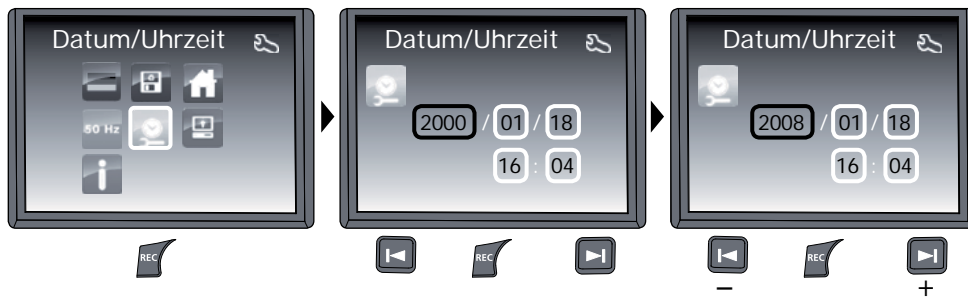 Datum/Uhrzeit
50 Hz
i
REC
Datum/Uhrzeit
2000 / 01 / 18
16 : 04
REC
Datum/Uhrzeit
2008 / 01 / 18
16 : 04
REC
– +